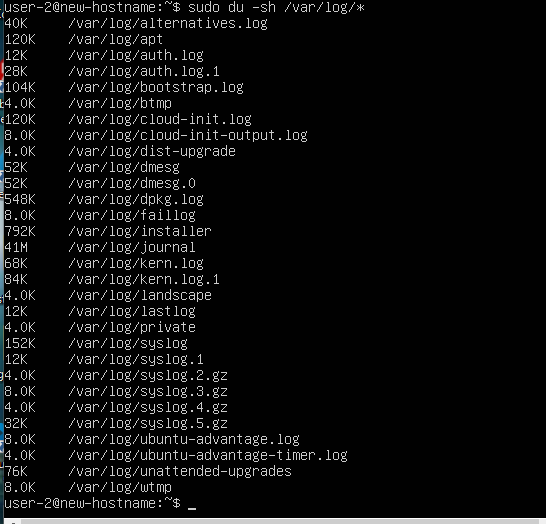 user-2@new-hostname:~$ sudo du -sh /var/log/*
40K /var/log/alternatives.log
120K /var/log/apt
12K /var/log/auth.log
28K /var/log/auth.log.1
104K /var/log/bootstrap.log
4.0K /var/log/btmp
120K /var/log/cloud-init.log
8.0K /var/log/cloud-init-output.log
4.0K /var/log/dist-upgrade
52K /var/log/dmesg
52K /var/log/dmesg.0
548K /var/log/dpkg.log
8.0K /var/log/faillog
792K /var/log/installer
41M /var/log/journal
68K /var/log/kern.log
84K /var/log/kern.log.1
4.0K /var/log/landscape
12K /var/log/lastlog
4.0K /var/log/private
152K /var/log/syslog
12K /var/log/syslog.1
4.0K /var/log/syslog.2.gz
8.0K /var/log/syslog.3.gz
4.0K /var/log/syslog.4.gz
32K /var/log/syslog.5.gz
8.0K /var/log/ubuntu-advantage.log
4.0K /var/log/ubuntu-advantage-timer.log
76K /var/log/unattended-upgrades
8.0K /var/log/wtmp
user-2@new-hostname:~$ _